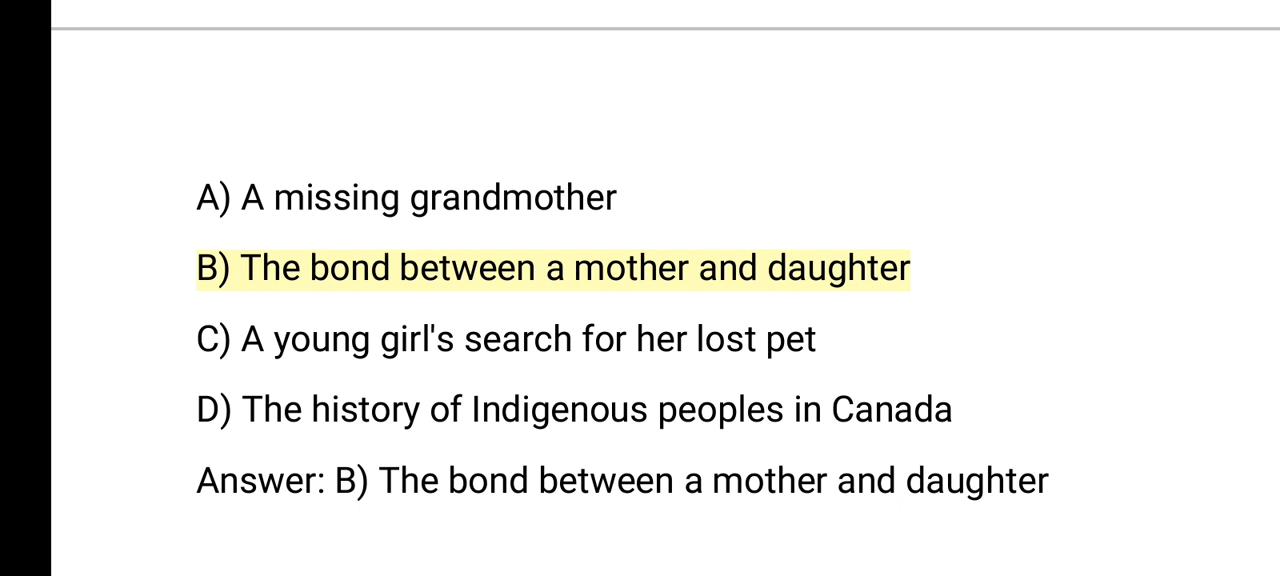 A) A missing grandmother
B) The bond between a mother and daughter
C) A young girl's search for her lost pet
D) The history of Indigenous peoples in Canada
Answer: B) The bond between a mother and daughter